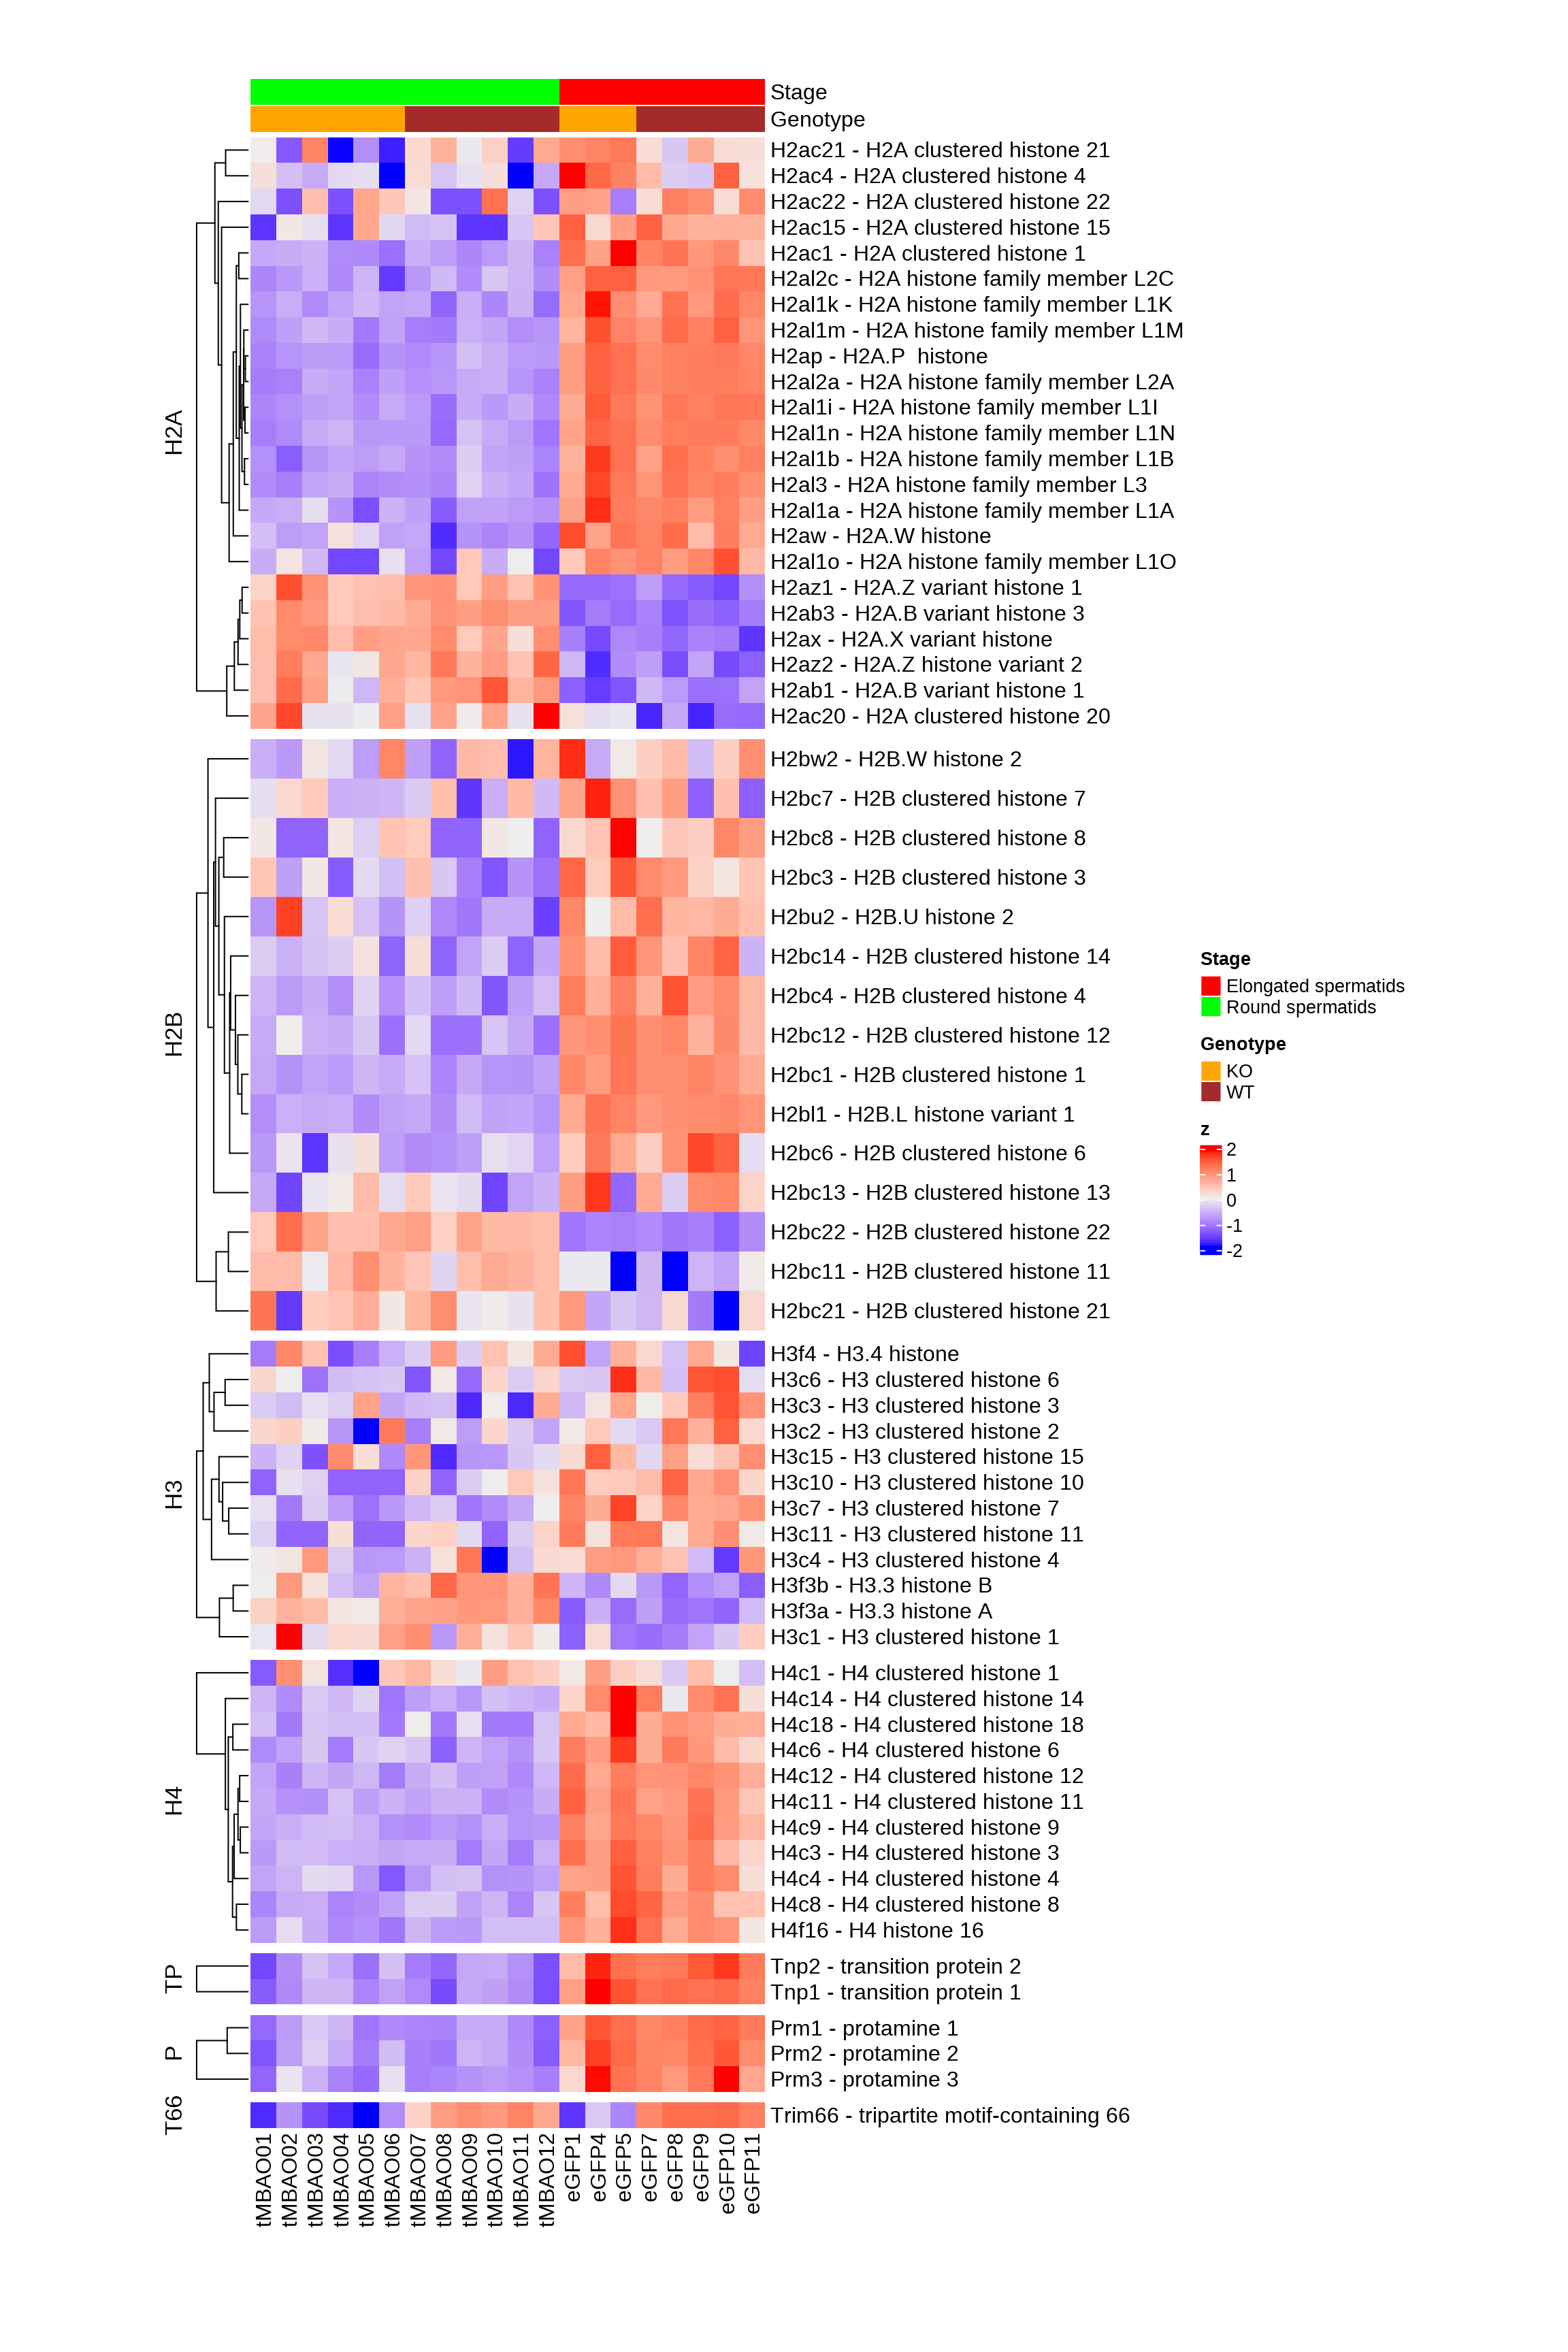 Stage
Genotype
H2A
H2ac21 - H2A clustered histone 21
H2ac4 - H2A clustered histone 4
H2ac22 - H2A clustered histone 22
H2ac15 - H2A clustered histone 15
H2ac1 - H2A clustered histone 1
H2al2c - H2A histone family member L2C
H2al1k - H2A histone family member L1K
H2al1m - H2A histone family member L1M
H2ap - H2A.P  histone
H2al2a - H2A histone family member L2A
H2al1i - H2A histone family member L1I
H2al1n - H2A histone family member L1N
H2al1b - H2A histone family member L1B
H2al3 - H2A histone family member L3
H2al1a - H2A histone family member L1A
H2aw - H2A.W histone
H2al1o - H2A histone family member L1O
H2az1 - H2A.Z variant histone 1
H2ab3 - H2A.B variant histone 3
H2ax - H2A.X variant histone
H2az2 - H2A.Z histone variant 2
H2ab1 - H2A.B variant histone 1
H2ac20 - H2A clustered histone 20
H2B
H2bw2 - H2B.W histone 2
H2bc7 - H2B clustered histone 7
H2bc8 - H2B clustered histone 8
H2bc3 - H2B clustered histone 3
H2bu2 - H2B.U histone 2
H2bc14 - H2B clustered histone 14
H2bc4 - H2B clustered histone 4
H2bc12 - H2B clustered histone 12
H2bc1 - H2B clustered histone 1
H2bl1 - H2B.L histone variant 1
H2bc6 - H2B clustered histone 6
H2bc13 - H2B clustered histone 13
H2bc22 - H2B clustered histone 22
H2bc11 - H2B clustered histone 11
H2bc21 - H2B clustered histone 21
H3
H3f4 - H3.4 histone
H3c6 - H3 clustered histone 6
H3c3 - H3 clustered histone 3
H3c2 - H3 clustered histone 2
H3c15 - H3 clustered histone 15
H3c10 - H3 clustered histone 10
H3c7 - H3 clustered histone 7
H3c11 - H3 clustered histone 11
H3c4 - H3 clustered histone 4
H3f3b - H3.3 histone B
H3f3a - H3.3 histone A
H3c1 - H3 clustered histone 1
H4
H4c1 - H4 clustered histone 1
H4c14 - H4 clustered histone 14
H4c18 - H4 clustered histone 18
H4c6 - H4 clustered histone 6
H4c12 - H4 clustered histone 12
H4c11 - H4 clustered histone 11
H4c9 - H4 clustered histone 9
H4c3 - H4 clustered histone 3
H4c4 - H4 clustered histone 4
H4c8 - H4 clustered histone 8
H4f16 - H4 histone 16
TP
Tnp2 - transition protein 2
Tnp1 - transition protein 1
P
Prm1 - protamine 1
Prm2 - protamine 2
Prm3 - protamine 3
T66
Trim66 - tripartite motif-containing 66
tMBAO01
tMBAO02
tMBAO03
tMBAO04
tMBAO05
tMBAO06
tMBAO07
tMBAO08
tMBAO09
tMBAO10
tMBAO11
tMBAO12
eGFP1
eGFP4
eGFP5
eGFP7
eGFP8
eGFP9
eGFP10
eGFP11
Stage
Elongated spermatids
Round spermatids
Genotype
KO
WT
z
2
1
0
-1
-2